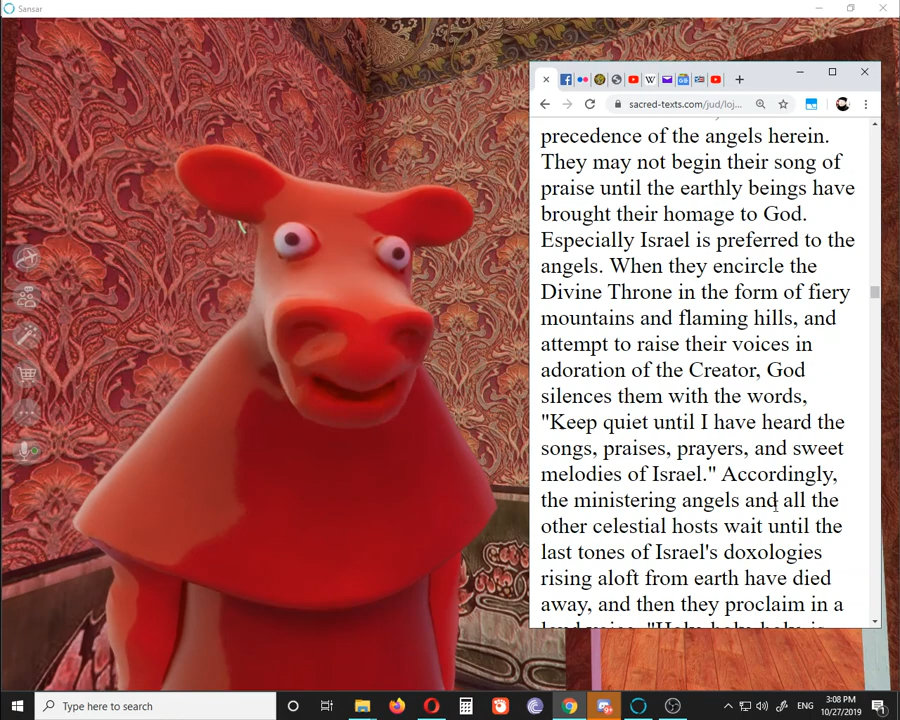 Sansar
sacred-texts.com/jud/loj...
precedence of the angels herein.
They may not begin their song of
praise until the earthly beings have
brought their homage to God.
Especially Israel is preferred to the
angels. When they encircle the
Divine Throne in the form of fiery
mountains and flaming hills, and
attempt to raise their voices in
adoration of the Creator, God
silences them with the words,
"Keep quiet until I have heard the
songs, praises, prayers, and sweet
melodies of Israel." Accordingly,
the ministering angels and all the
other celestial hosts wait until the
last tones of Israel's doxologies
rising aloft from earth have died
away, and then they proclaim in a
Type here to search
ENG
3:08 PM
10/27/2019